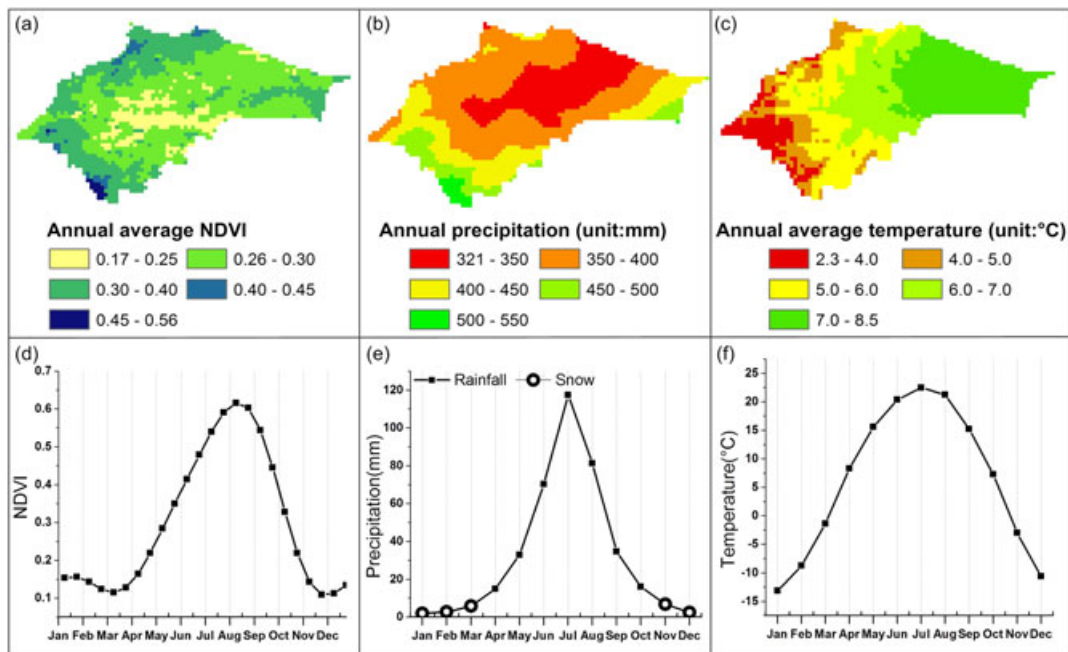 (a)
Annual average NDVI
0.17 - 0.25
0.26 - 0.30
0.30 - 0.40
0.40 - 0.45
0.45 - 0.56
(b)
Annual precipitation (unit:mm)
321 - 350
350 - 400
400 - 450
450 - 500
500 - 550
(c)
Annual average temperature (unit:°C)
2.3 - 4.0
4.0 - 5.0
5.0 - 6.0
6.0 - 7.0
7.0 - 8.5
(d)
NDVI
0.7
0.6
0.5
0.4
0.3
0.2
0.1
Jan Feb Mar Apr May Jun Jul Aug Sep Oct Nov Dec
(e)
Rainfall Snow
Precipitation(mm)
120
100
80
60
40
20
0
Jan Feb Mar Apr May Jun Jul Aug Sep Oct Nov Dec
(f)
Temperature(°C)
25
20
15
10
5
0
-5
-10
-15
Jan Feb Mar Apr May Jun Jul Aug Sep Oct Nov Dec